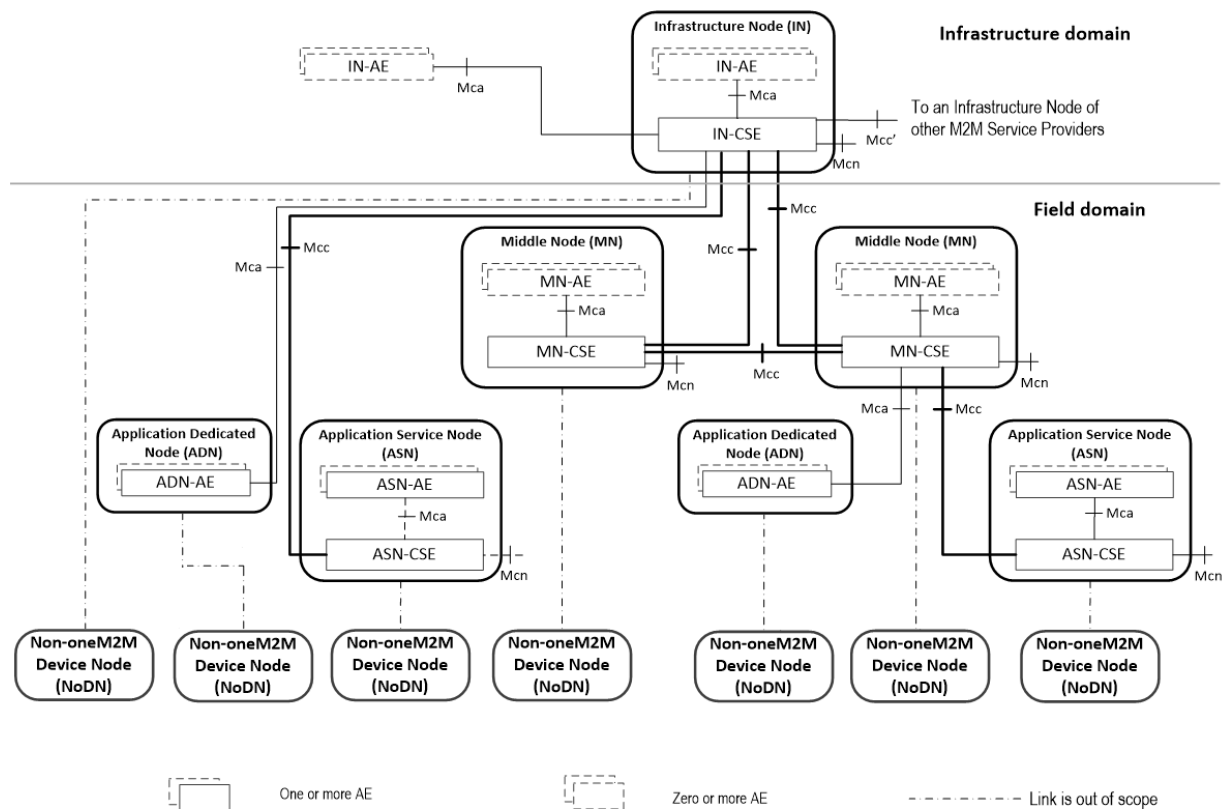 Infrastructure Node (IN)
Infrastructure domain
IN-AE
Mca
IN-AE
Mca
IN-CSE
To an Infrastructure Node of
other M2M Service Providers
Mcc'
Mcn
Field domain
Mcc
Mca
Mcc
Mcc
Middle Node (MN)
MN-AE
Mca
MN-CSE
Mcn
Mcc
Middle Node (MN)
MN-AE
Mca
MN-CSE
Mcn
Mca
Mcc
Application Dedicated
Node (ADN)
ADN-AE
Application Service Node
(ASN)
ASN-AE
Mca
ASN-CSE
Mcn
Application Dedicated
Node (ADN)
ADN-AE
Application Service Node
(ASN)
ASN-AE
Mca
ASN-CSE
Mcn
Non-oneM2M
Device Node
(NoDN)
Non-oneM2M
Device Node
(NoDN)
Non-oneM2M
Device Node
(NoDN)
Non-oneM2M
Device Node
(NoDN)
Non-oneM2M
Device Node
(NoDN)
Non-oneM2M
Device Node
(NoDN)
Non-oneM2M
Device Node
(NoDN)
One or more AE
Zero or more AE
Link is out of scope